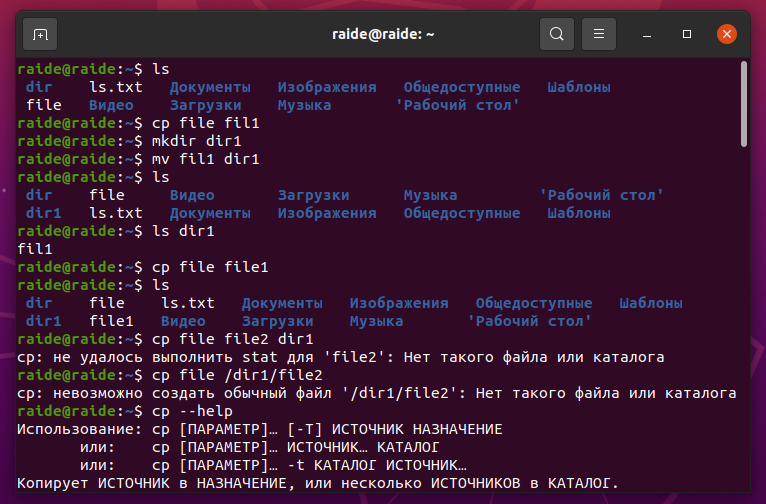 raide@raide: ~
raide@raide:~$ ls
dir ls.txt Документы Изображения Общедоступные Шаблоны
file Видео Загрузки Музыка 'Рабочий стол'
raide@raide:~$ cp file fil1
raide@raide:~$ mkdir dir1
raide@raide:~$ mv fil1 dir1
raide@raide:~$ ls
dir file Видео Загрузки Музыка 'Рабочий стол'
dir1 ls.txt Документы Изображения Общедоступные Шаблоны
raide@raide:~$ ls dir1
fil1
raide@raide:~$ cp file file1
raide@raide:~$ ls
dir file ls.txt Документы Изображения Общедоступные Шаблоны
dir1 file1 Видео Загрузки Музыка 'Рабочий стол'
raide@raide:~$ cp file file2 dir1
cp: не удалось выполнить stat для 'file2': Нет такого файла или каталога
raide@raide:~$ cp file /dir1/file2
cp: невозможно создать обычный файл '/dir1/file2': Нет такого файла или каталога
raide@raide:~$ cp --help
Использование: cp [ПАРАМЕТР]… [-T] ИСТОЧНИК НАЗНАЧЕНИЕ
или: cp [ПАРАМЕТР]… ИСТОЧНИК… КАТАЛОГ
или: cp [ПАРАМЕТР]… -t КАТАЛОГ ИСТОЧНИК…
Копирует ИСТОЧНИК в НАЗНАЧЕНИЕ, или несколько ИСТОЧНИКОВ в КАТАЛОГ.